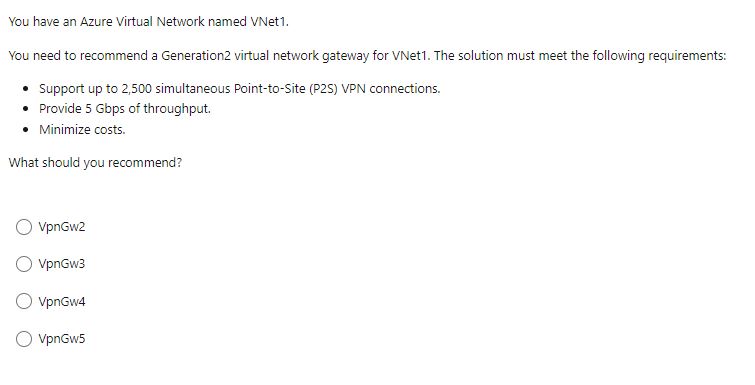 You have an Azure Virtual Network named VNet1.
You need to recommend a Generation2 virtual network gateway for VNet1. The solution must meet the following requirements:
• Support up to 2,500 simultaneous Point-to-Site (P2S) VPN connections.
• Provide 5 Gbps of throughput.
• Minimize costs.
What should you recommend?
VpnGw2
VpnGw3
VpnGw4
VpnGw5